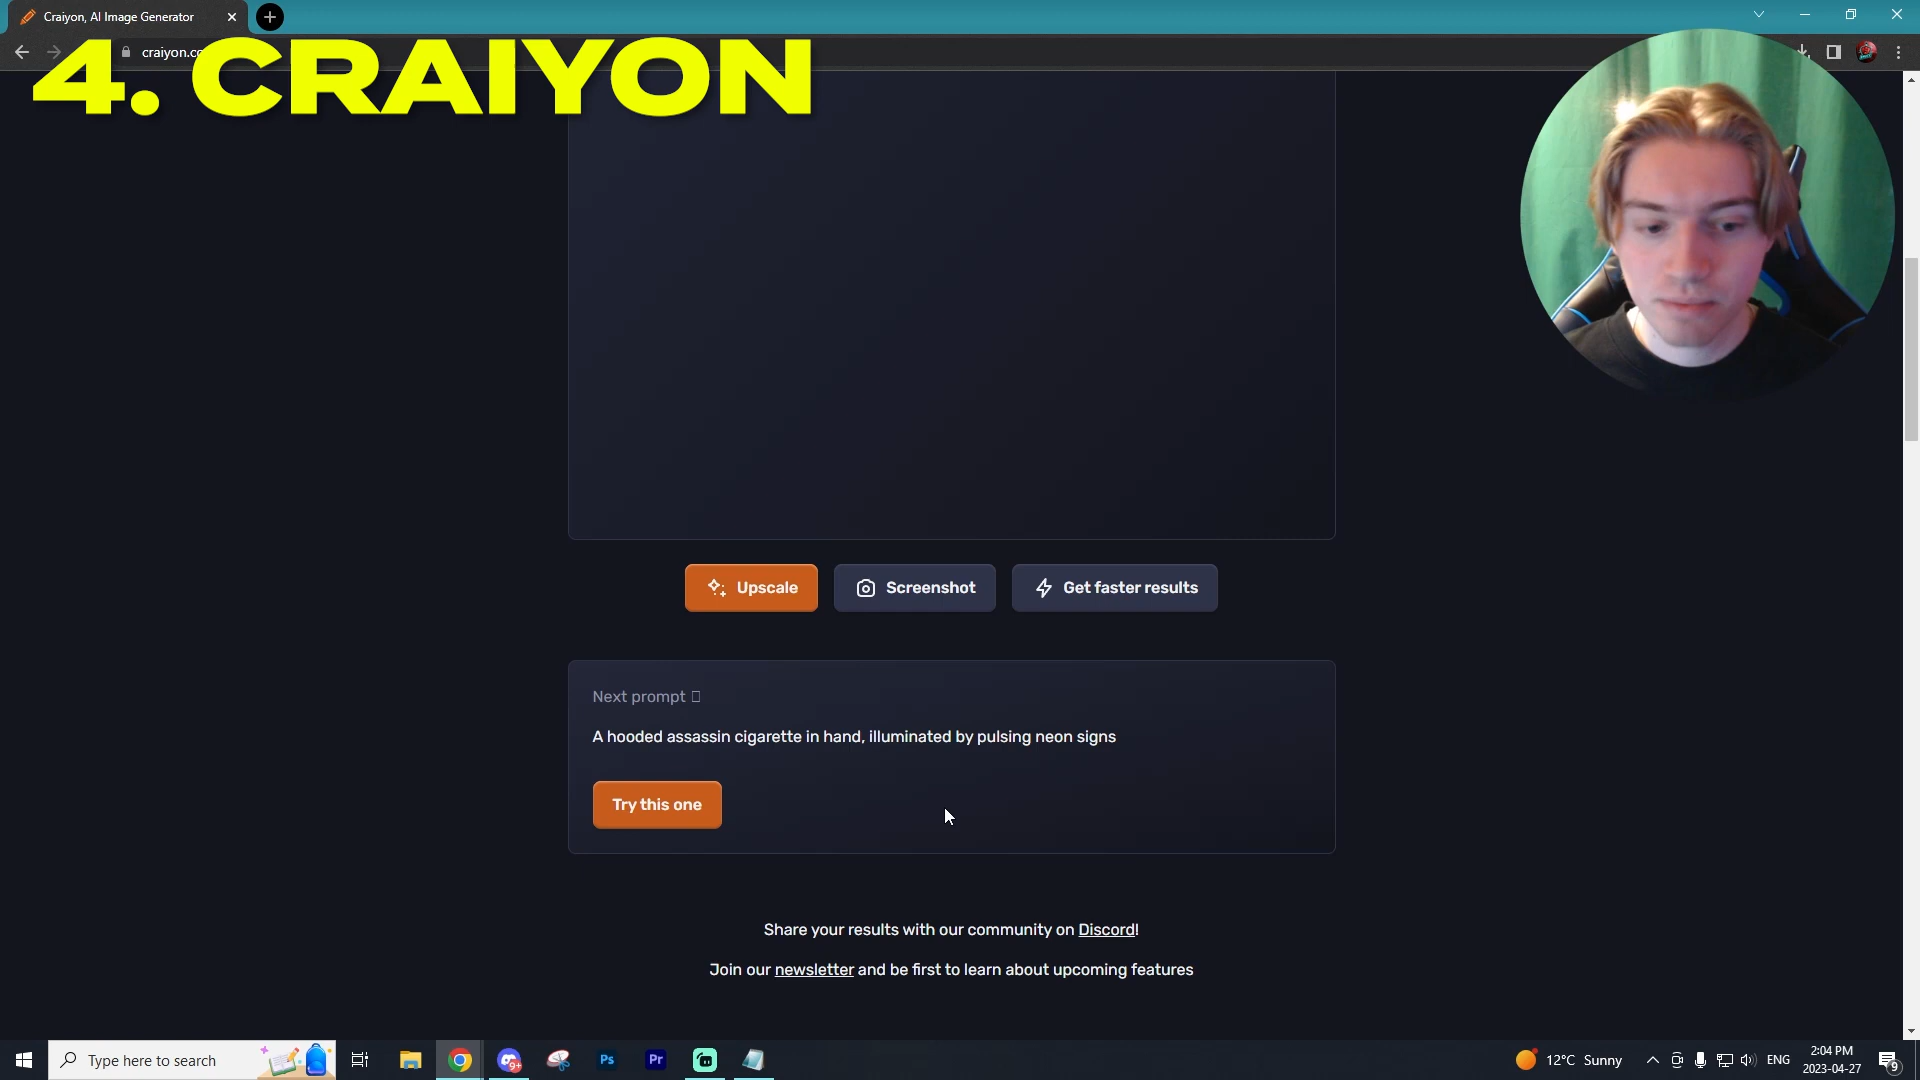 Craiyon, AI Image Generator
craiyon.c
4. CRAIYON
Upscale
Screenshot
Get faster results
Next prompt
A hooded assassin cigarette in hand, illuminated by pulsing neon signs
Try this one
Share your results with our community on Discord!
Join our newsletter and be first to learn about upcoming features
Type here to search
9+
Ps
Pr
12°C Sunny
ENG
2:04 PM
2023-04-27
9